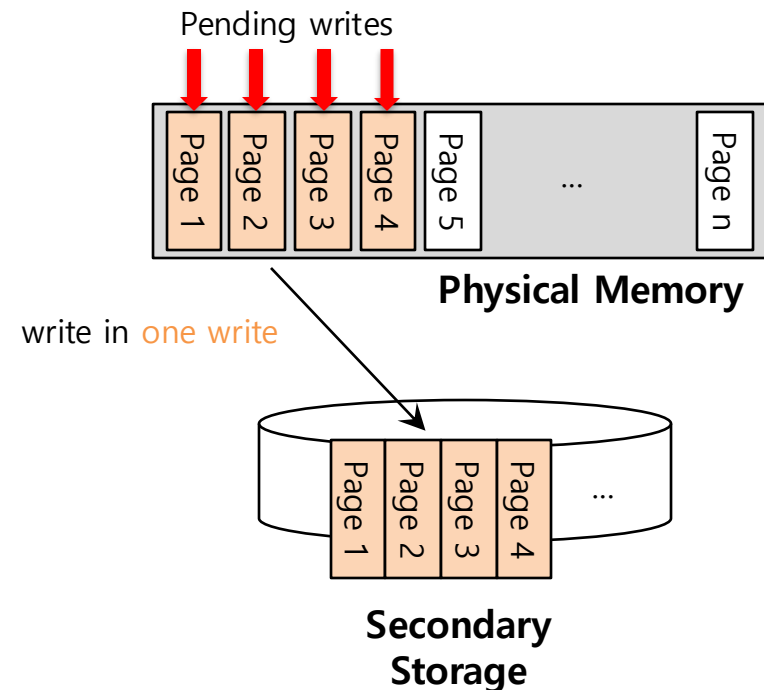 Pending writes
Page 1
Page 2
Page 3
Page 4
Page 5
...
Page n
Physical Memory
write in one write
Page 1
Page 2
Page 3
Page 4
...
Secondary
Storage